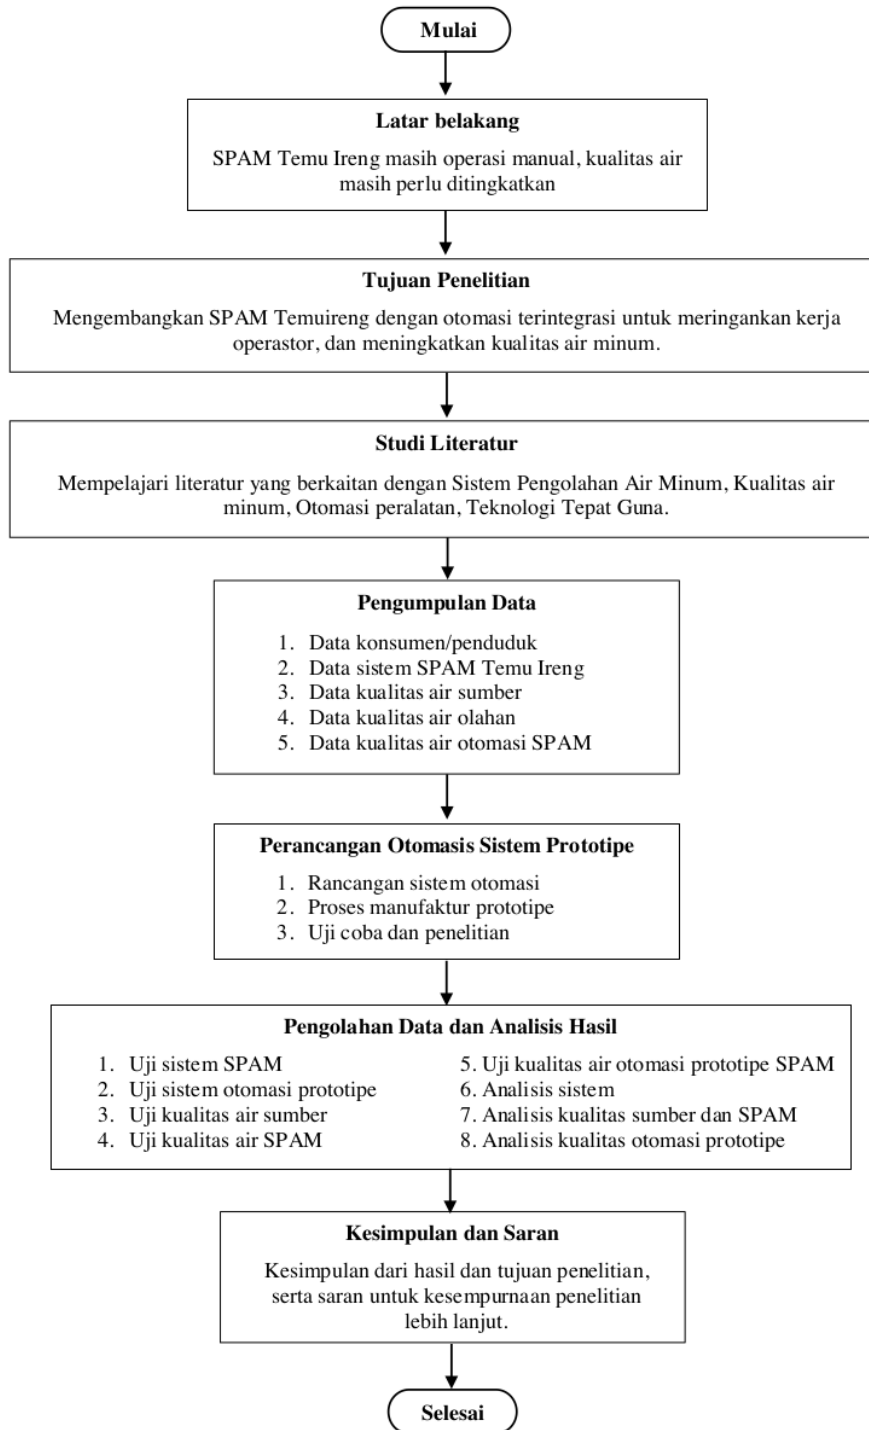 Mulai
Latar belakang
SPAM Temu Ireng masih operasi manual, kualitas air
masih perlu ditingkatkan
Tujuan Penelitian
Mengembangkan SPAM Temuireng dengan otomasi terintegrasi untuk meringankan kerja
operastor, dan meningkatkan kualitas air minum.
Studi Literatur
Mempelajari literatur yang berkaitan dengan Sistem Pengolahan Air Minum, Kualitas air
minum, Otomasi peralatan, Teknologi Tepat Guna.
Pengumpulan Data
1. Data konsumen/penduduk
2. Data sistem SPAM Temu Ireng
3. Data kualitas air sumber
4. Data kualitas air olahan
5. Data kualitas air otomasi SPAM
Perancangan Otomasis Sistem Prototipe
1. Rancangan sistem otomasi
2. Proses manufaktur prototipe
3. Uji coba dan penelitian
Pengolahan Data dan Analisis Hasil
1. Uji sistem SPAM
2. Uji sistem otomasi prototipe
3. Uji kualitas air sumber
4. Uji kualitas air SPAM
5. Uji kualitas air otomasi prototipe SPAM
6. Analisis sistem
7. Analisis kualitas sumber dan SPAM
8. Analisis kualitas otomasi prototipe
Kesimpulan dan Saran
Kesimpulan dari hasil dan tujuan penelitian,
serta saran untuk kesempurnaan penelitian
lebih lanjut.
Selesai